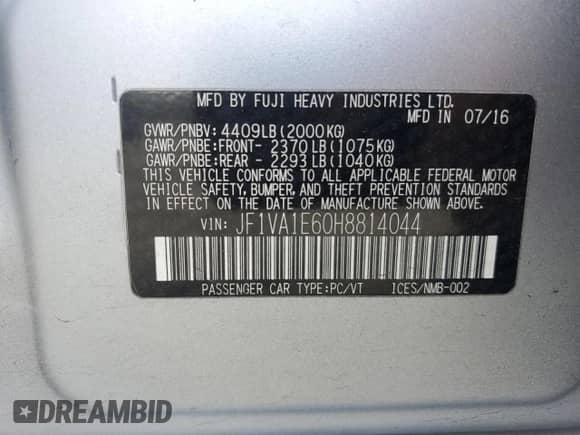 MFD BY FUJI HEAVY INDUSTRIES LTD.
MFD IN 07/16
GVWR/PNBV: 4409LB(2000KG)
GAWR/PNBE:FRONT- 2370LB(1075KG)
GAWR/PNBE:REAR - 2293LB(1040KG)
THIS VEHICLE CONFORMS TO ALL APPLICABLE FEDERAL MOTOR
VEHICLE SAFETY, BUMPER, AND THEFT PREVENTION STANDARDS
IN EFFECT ON THE DATE OF MANUFACTURE SHOWN ABOVE.
VIN: JF1VA1E60H8814044
PASSENGER CAR TYPE:PC/VT ICES/NMB-002
DREAMBID